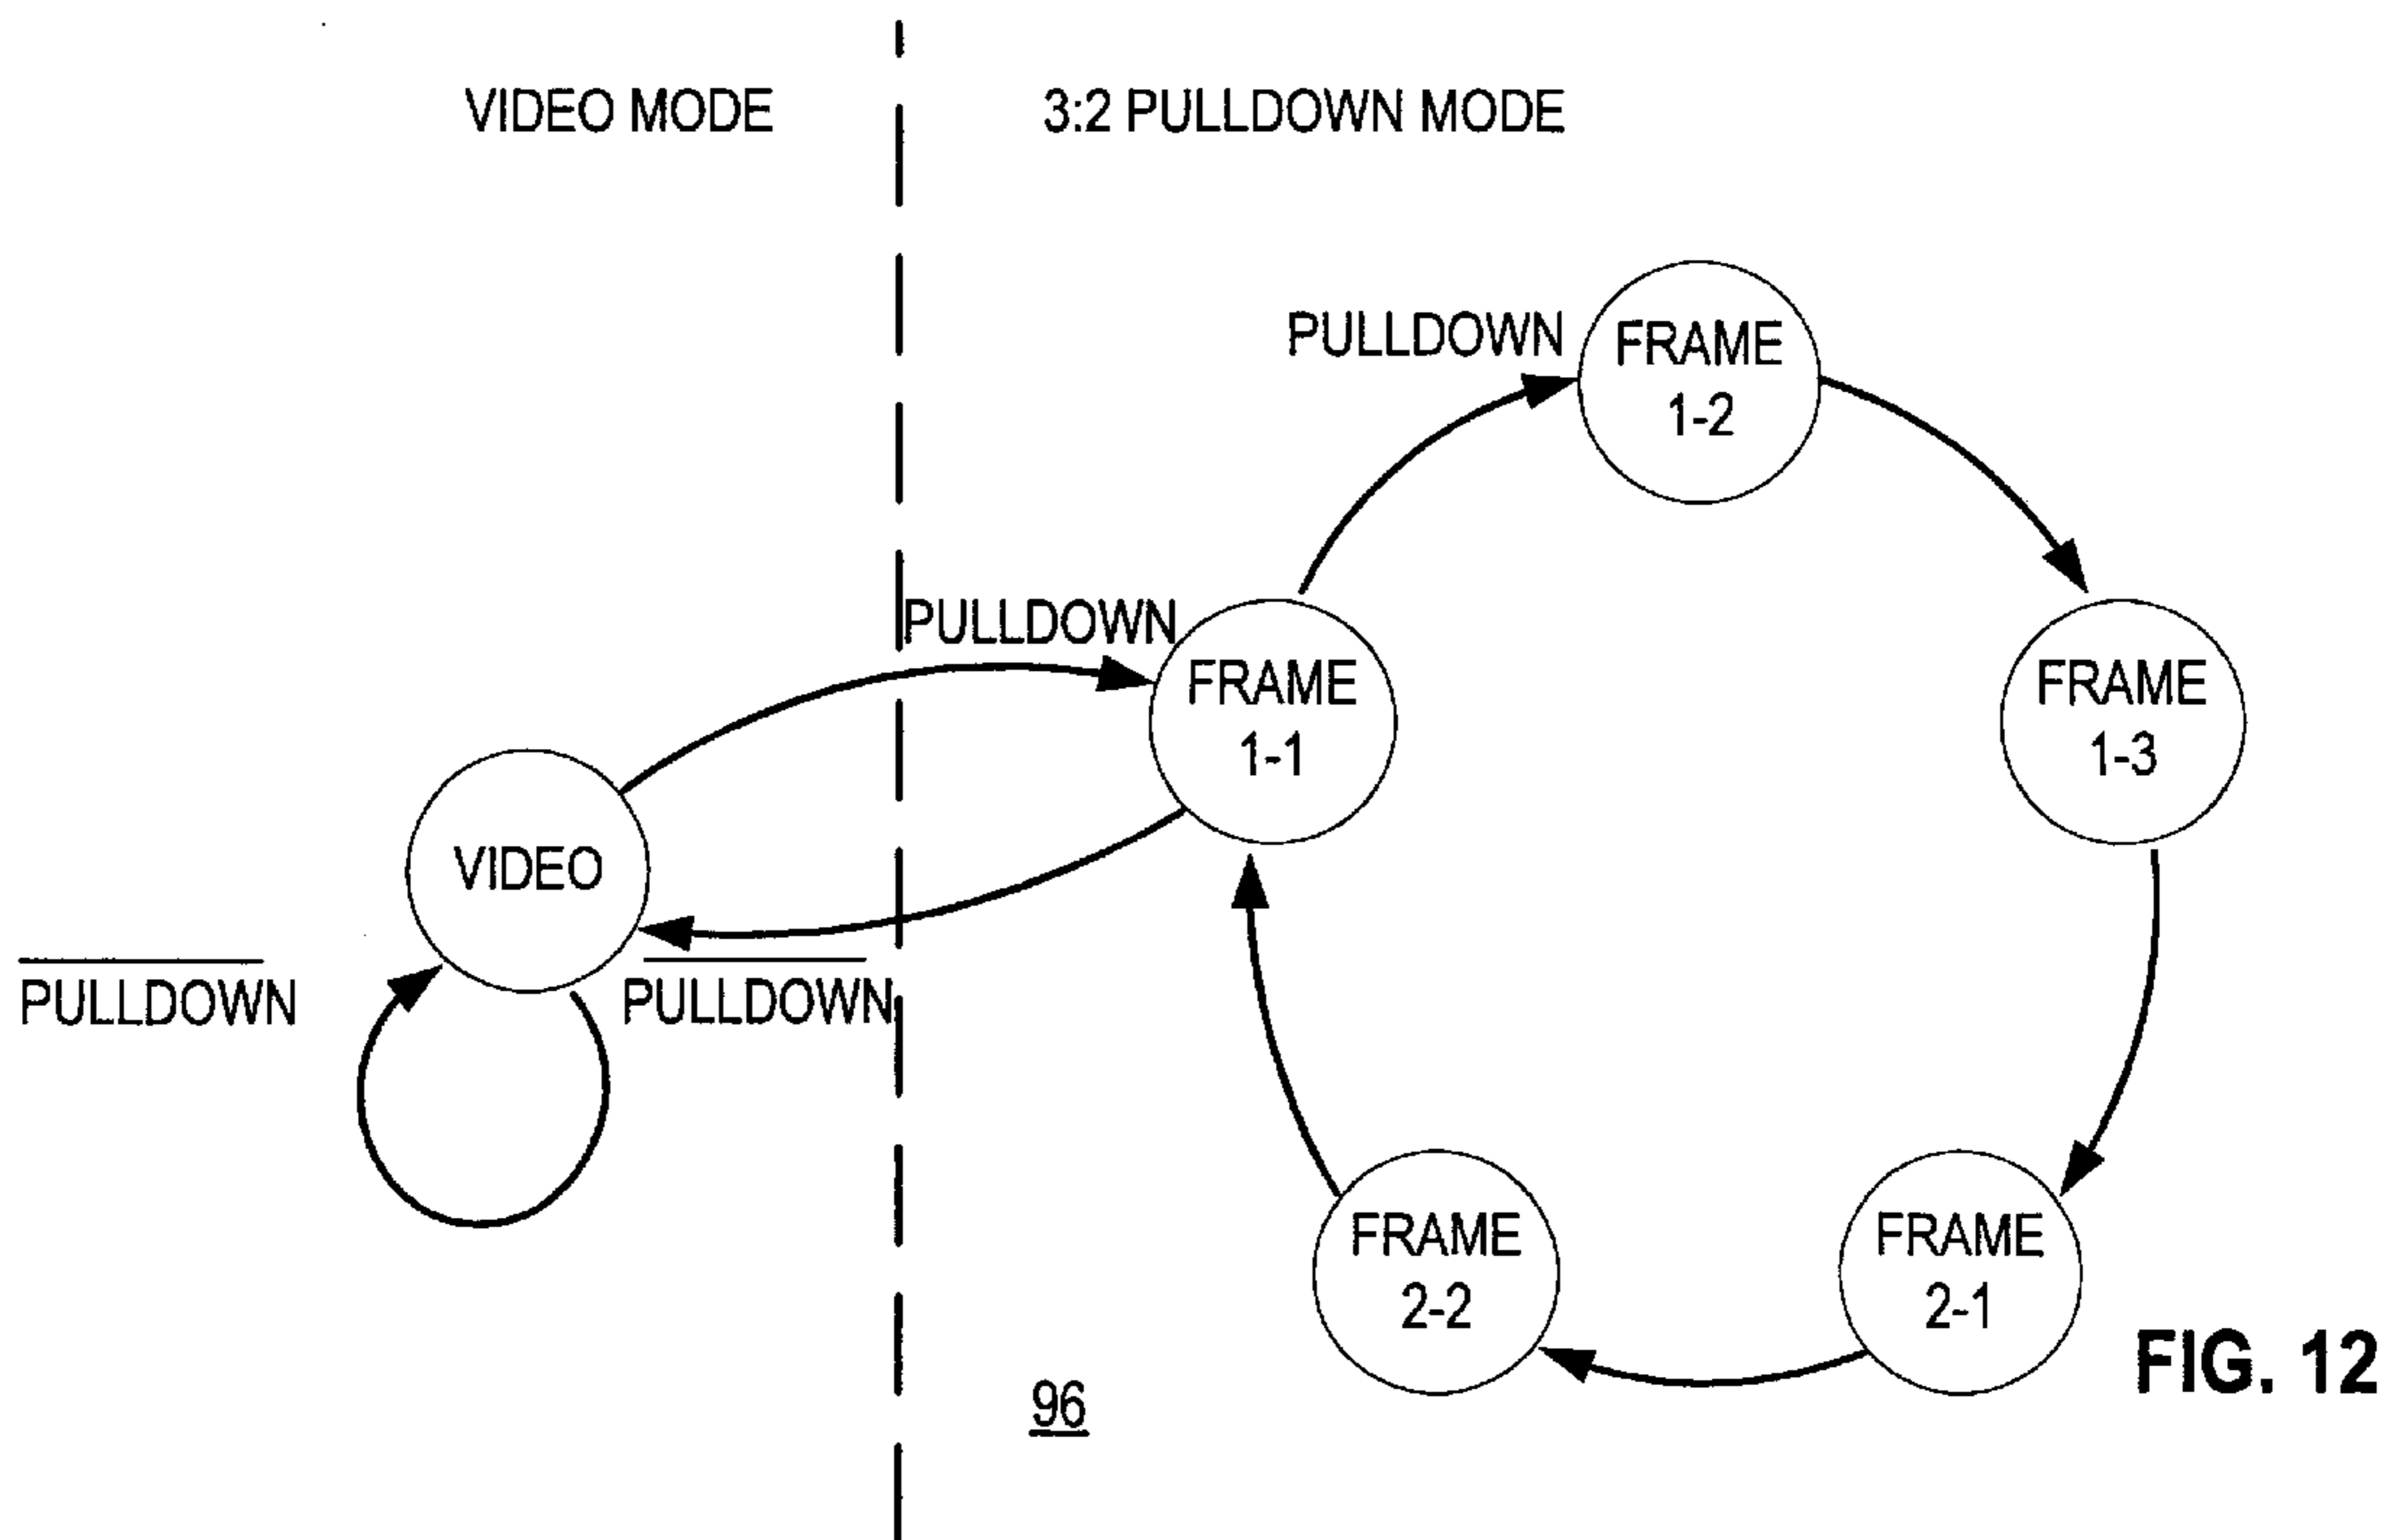 VIDEO MODE
3:2 PULLDOWN MODE
PULLDOWN
FRAME
1-2
PULLDOWN
FRAME
1-1
FRAME
1-3
VIDEO
PULLDOWN
PULLDOWN
FRAME
2-2
FRAME
2-1
FIG. 12
96